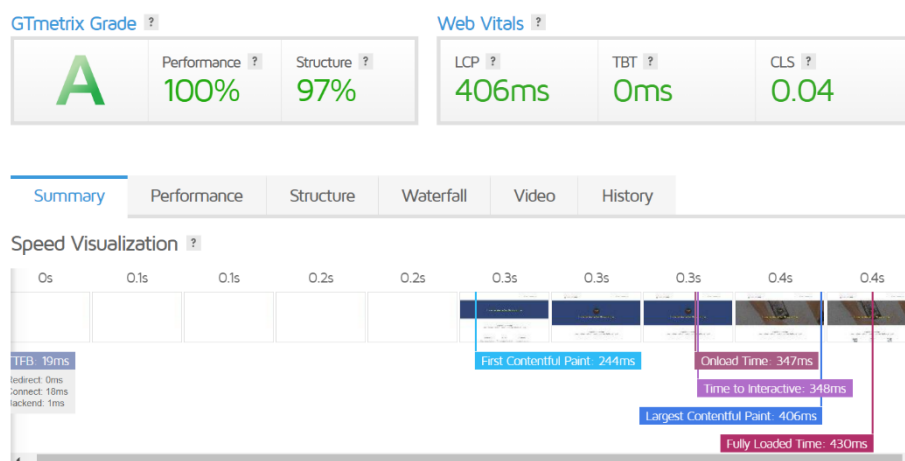 GTmetrix Grade ?
Web Vitals ?
A
Performance ?
100%
Structure ?
97%
LCP ?
406ms
TBT ?
0ms
CLS ?
0.04
Summary Performance Structure Waterfall Video History
Speed Visualization ?
0s 0.1s 0.1s 0.2s 0.2s 0.3s 0.3s 0.3s 0.4s 0.4s
TFB: 19ms
Redirect: 0ms
Connect: 18ms
Backend: 1ms
First Contentful Paint: 244ms
Onload Time: 347ms
Time to Interactive: 348ms
Largest Contentful Paint: 406ms
Fully Loaded Time: 430ms